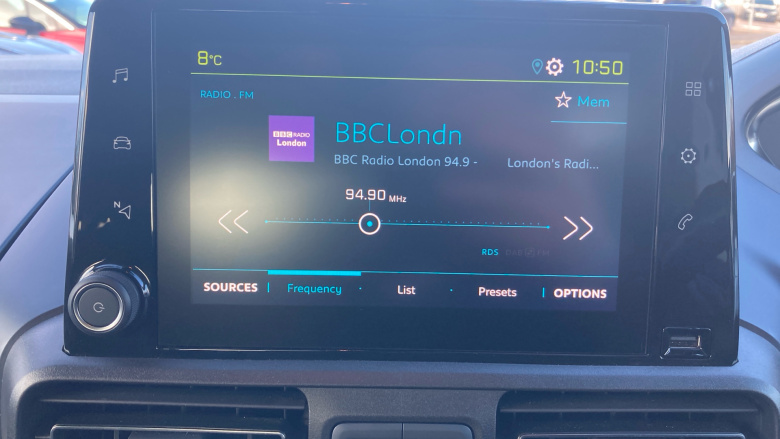 8°C
10:50
RADIO . FM
Mem
BBC RADIO
London
BBCLondn
BBC Radio London 94.9 - London's Radi...
94.90 MHz
N
RDS
SOURCES Frequency List Presets OPTIONS